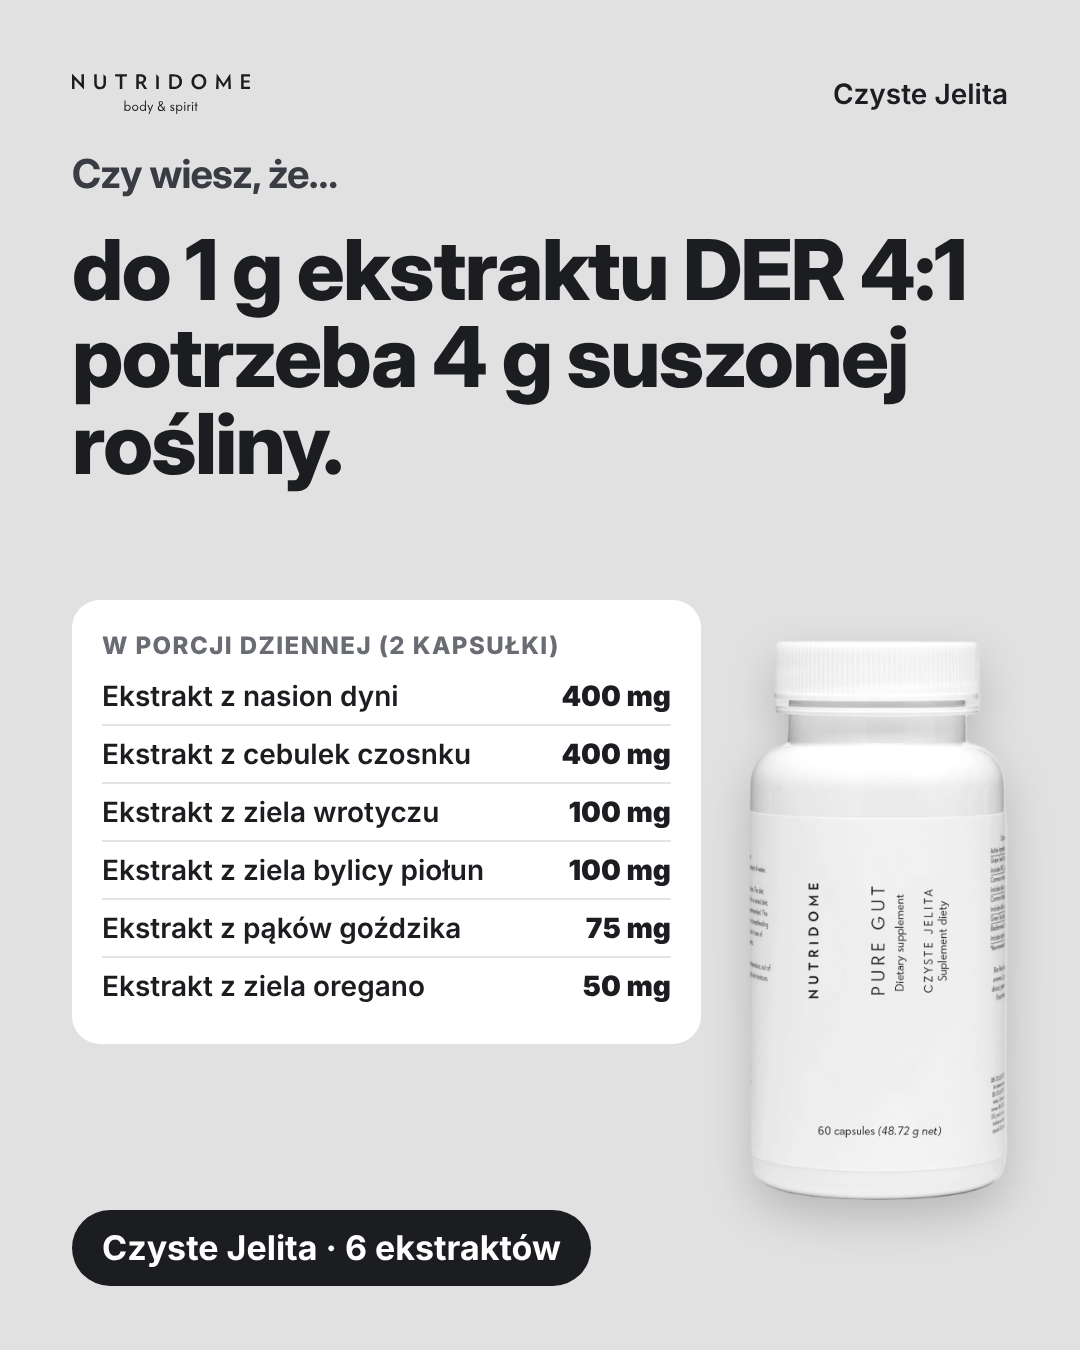 NUTRIDOME
body & spirit
Czyste Jelita
Czy wiesz, że...
do 1 g ekstraktu DER 4:1
potrzeba 4 g suszonej
rośliny.
W PORCJI DZIENNEJ (2 KAPSUŁKI)
Ekstrakt z nasion dyni 400 mg
Ekstrakt z cebulek czosnku 400 mg
Ekstrakt z ziela wrotyczu 100 mg
Ekstrakt z ziela bylicy piołun 100 mg
Ekstrakt z pąków goździka 75 mg
Ekstrakt z ziela oregano 50 mg
NUTRIDOME
PURE GUT
Dietary supplement
CZYSTE JELITA
Suplement diety
60 capsules (48.72 g net)
Czyste Jelita · 6 ekstraktów